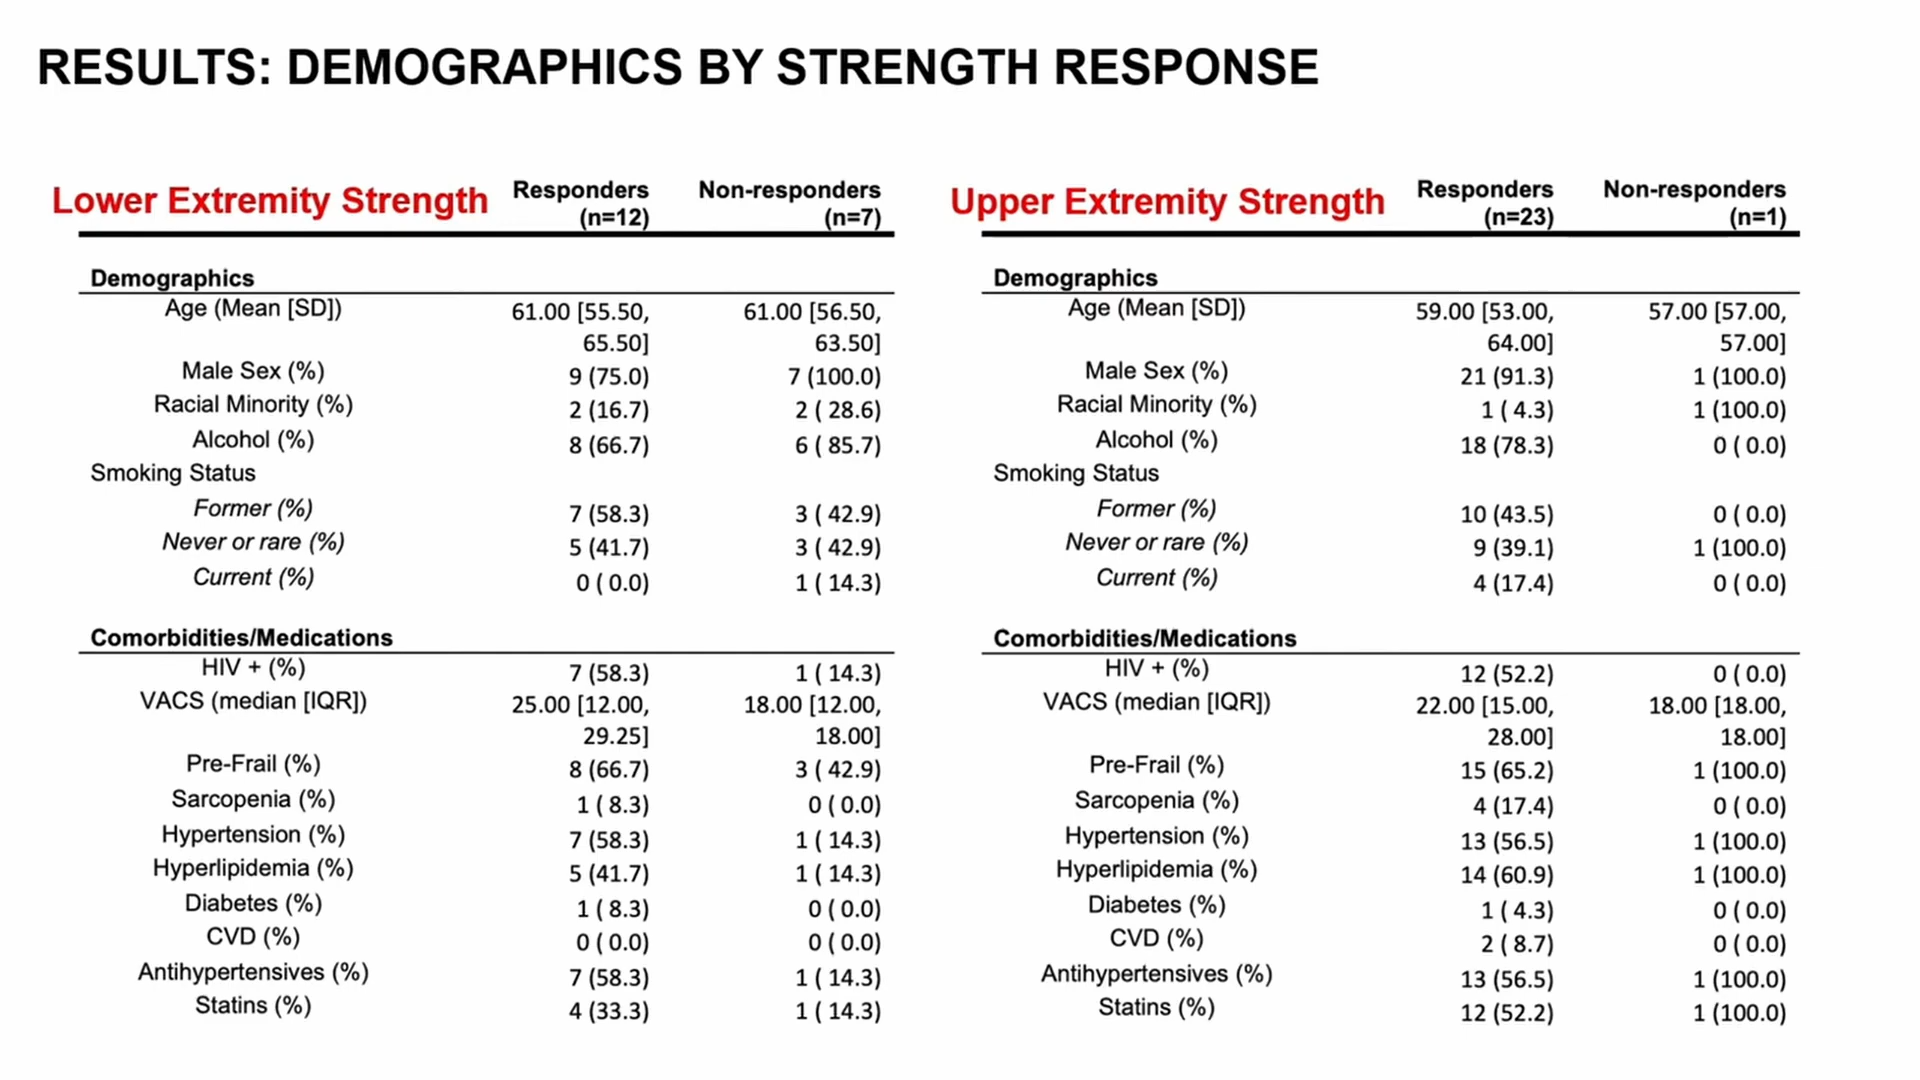 RESULTS: DEMOGRAPHICS BY STRENGTH RESPONSE
Lower Extremity Strength Responders (n=12) Non-responders (n=7)
Demographics
Age (Mean [SD]) 61.00 [55.50, 65.50] 61.00 [56.50, 63.50]
Male Sex (%) 9 (75.0) 7 (100.0)
Racial Minority (%) 2 (16.7) 2 ( 28.6)
Alcohol (%) 8 (66.7) 6 ( 85.7)
Smoking Status
Former (%) 7 (58.3) 3 ( 42.9)
Never or rare (%) 5 (41.7) 3 ( 42.9)
Current (%) 0 ( 0.0) 1 ( 14.3)
Comorbidities/Medications
HIV + (%) 7 (58.3) 1 ( 14.3)
VACS (median [IQR]) 25.00 [12.00, 29.25] 18.00 [12.00, 18.00]
Pre-Frail (%) 8 (66.7) 3 ( 42.9)
Sarcopenia (%) 1 ( 8.3) 0 ( 0.0)
Hypertension (%) 7 (58.3) 1 ( 14.3)
Hyperlipidemia (%) 5 (41.7) 1 ( 14.3)
Diabetes (%) 1 ( 8.3) 0 ( 0.0)
CVD (%) 0 ( 0.0) 0 ( 0.0)
Antihypertensives (%) 7 (58.3) 1 ( 14.3)
Statins (%) 4 (33.3) 1 ( 14.3)
Upper Extremity Strength Responders (n=23) Non-responders (n=1)
Demographics
Age (Mean [SD]) 59.00 [53.00, 64.00] 57.00 [57.00, 57.00]
Male Sex (%) 21 (91.3) 1 (100.0)
Racial Minority (%) 1 ( 4.3) 1 (100.0)
Alcohol (%) 18 (78.3) 0 ( 0.0)
Smoking Status
Former (%) 10 (43.5) 0 ( 0.0)
Never or rare (%) 9 (39.1) 1 (100.0)
Current (%) 4 (17.4) 0 ( 0.0)
Comorbidities/Medications
HIV + (%) 12 (52.2) 0 ( 0.0)
VACS (median [IQR]) 22.00 [15.00, 28.00] 18.00 [18.00, 18.00]
Pre-Frail (%) 15 (65.2) 1 (100.0)
Sarcopenia (%) 4 (17.4) 0 ( 0.0)
Hypertension (%) 13 (56.5) 1 (100.0)
Hyperlipidemia (%) 14 (60.9) 1 (100.0)
Diabetes (%) 1 ( 4.3) 0 ( 0.0)
CVD (%) 2 ( 8.7) 0 ( 0.0)
Antihypertensives (%) 13 (56.5) 1 (100.0)
Statins (%) 12 (52.2) 1 (100.0)